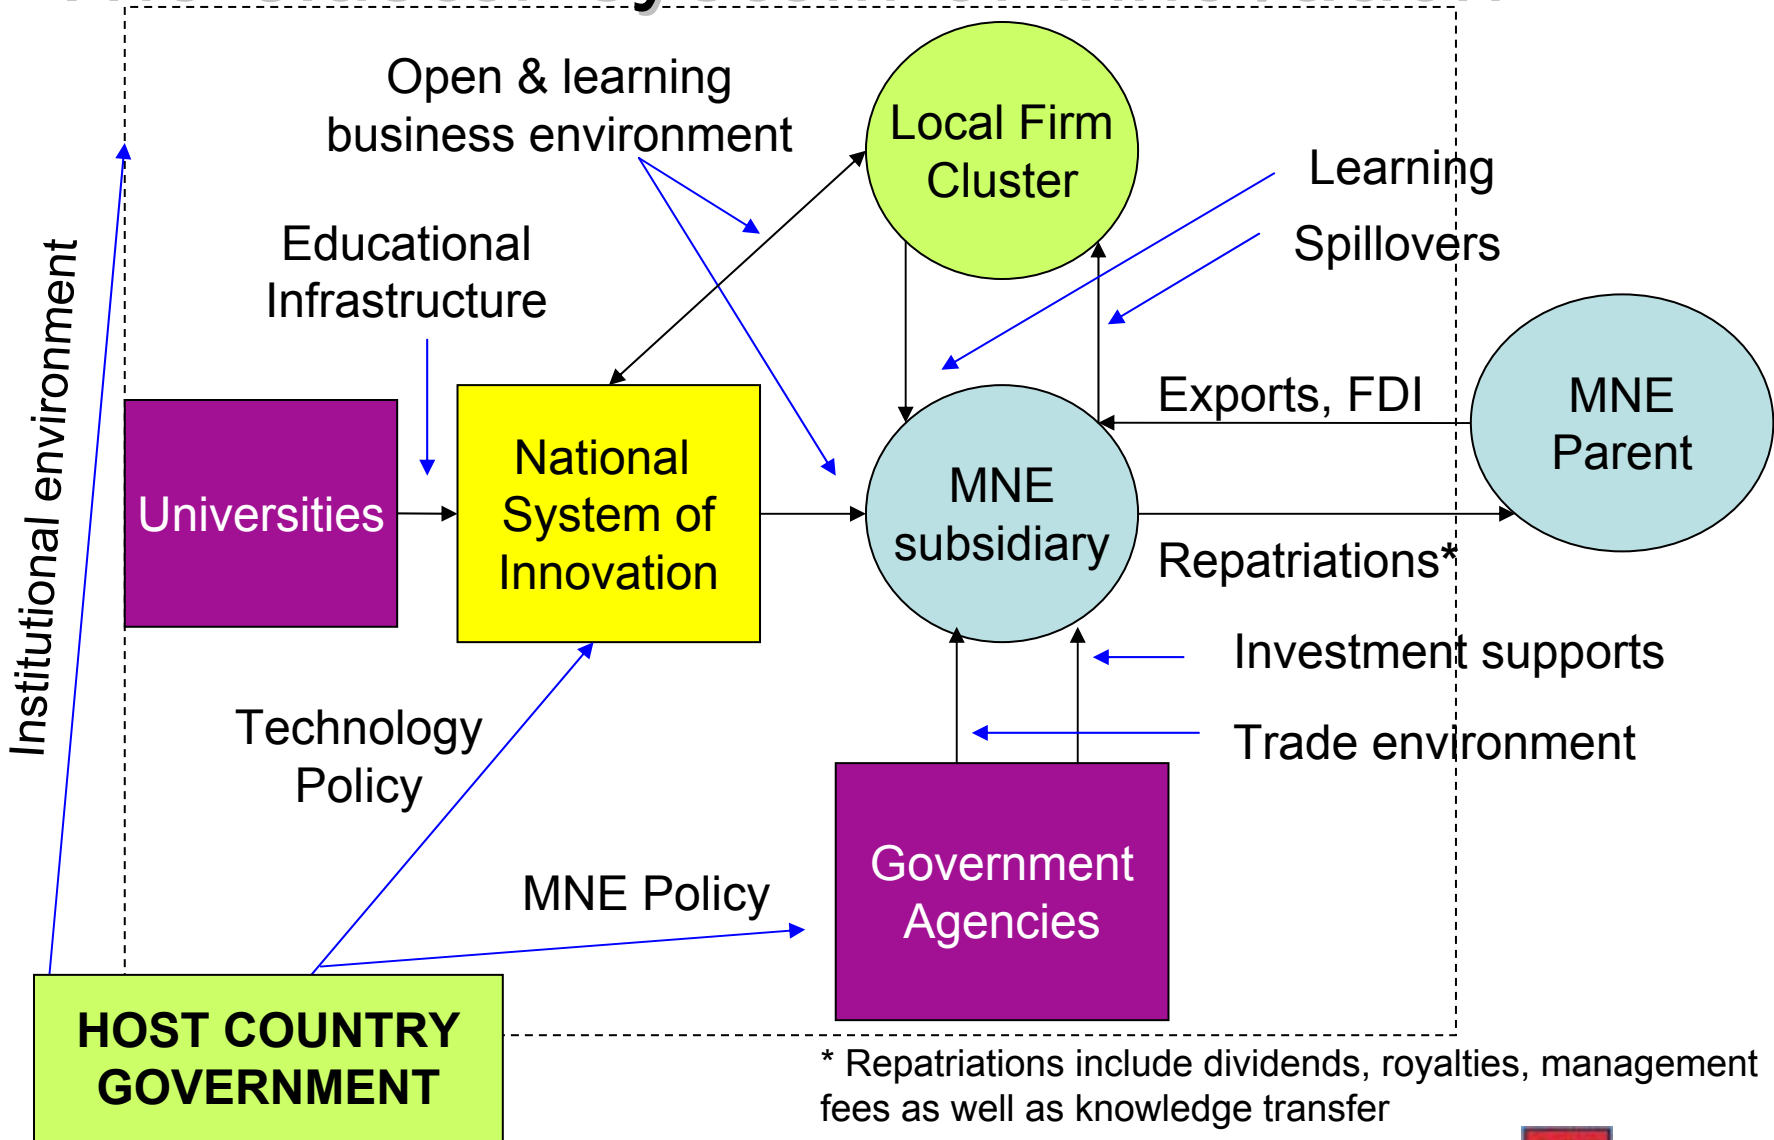 Open & learning
business environment
Local Firm
Cluster
Learning
Spillovers
Educational
Infrastructure
Institutional environment
Exports, FDI
MNE
Parent
Universities
National
System of
Innovation
MNE
subsidiary
Repatriations*
Investment supports
Technology
Policy
Trade environment
MNE Policy
Government
Agencies
HOST COUNTRY
GOVERNMENT
* Repatriations include dividends, royalties, management
fees as well as knowledge transfer